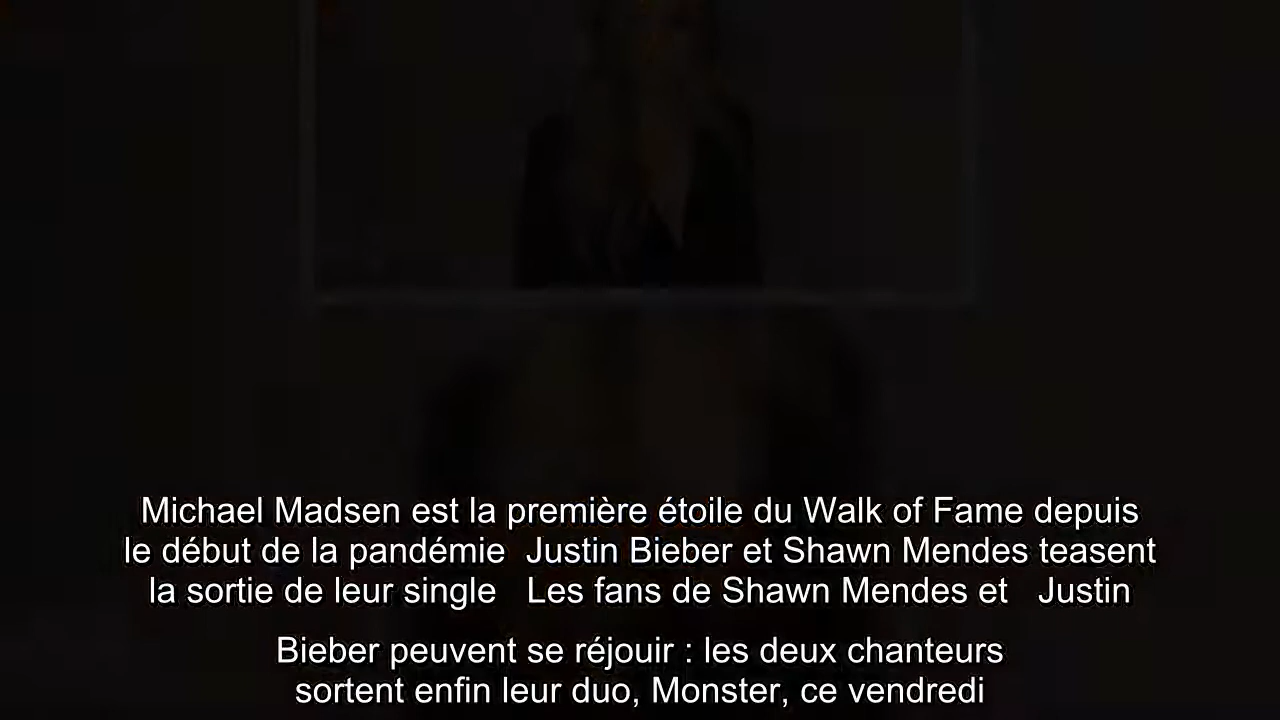 Michael Madsen est la première étoile du Walk of Fame depuis
le début de la pandémie  Justin Bieber et Shawn Mendes teasent
la sortie de leur single   Les fans de Shawn Mendes et   Justin
Bieber peuvent se réjouir : les deux chanteurs
sortent enfin leur duo, Monster, ce vendredi